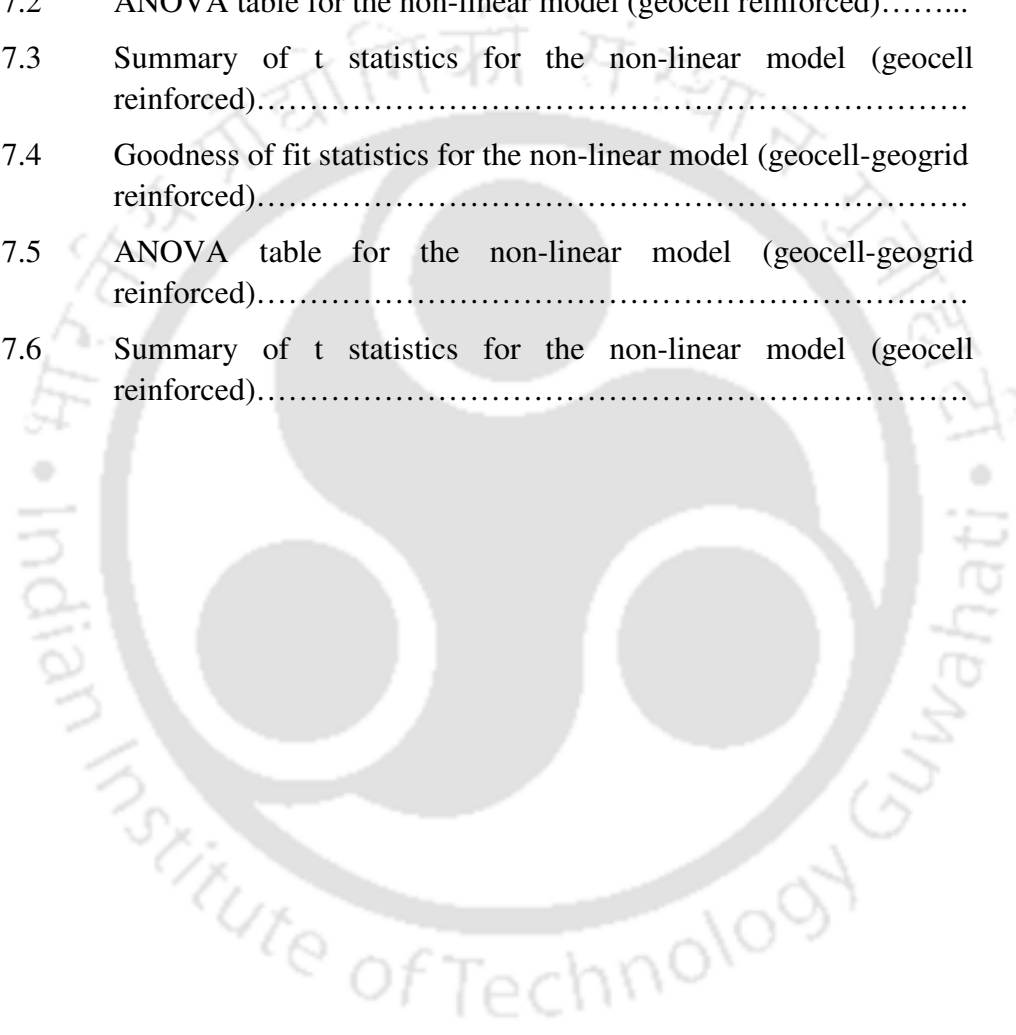 7.2 ANOVA table for the non-linear model (geocell reinforced)……...
7.3 Summary of t statistics for the non-linear model (geocell
reinforced)…………………………………………………………….
7.4 Goodness of fit statistics for the non-linear model (geocell-geogrid
reinforced)…………………………………………………………….
7.5 ANOVA table for the non-linear model (geocell-geogrid
reinforced)…………………………………………………………….
7.6 Summary of t statistics for the non-linear model (geocell
reinforced)…………………………………………………………….
• Indian Institute of Technology Guwahati •